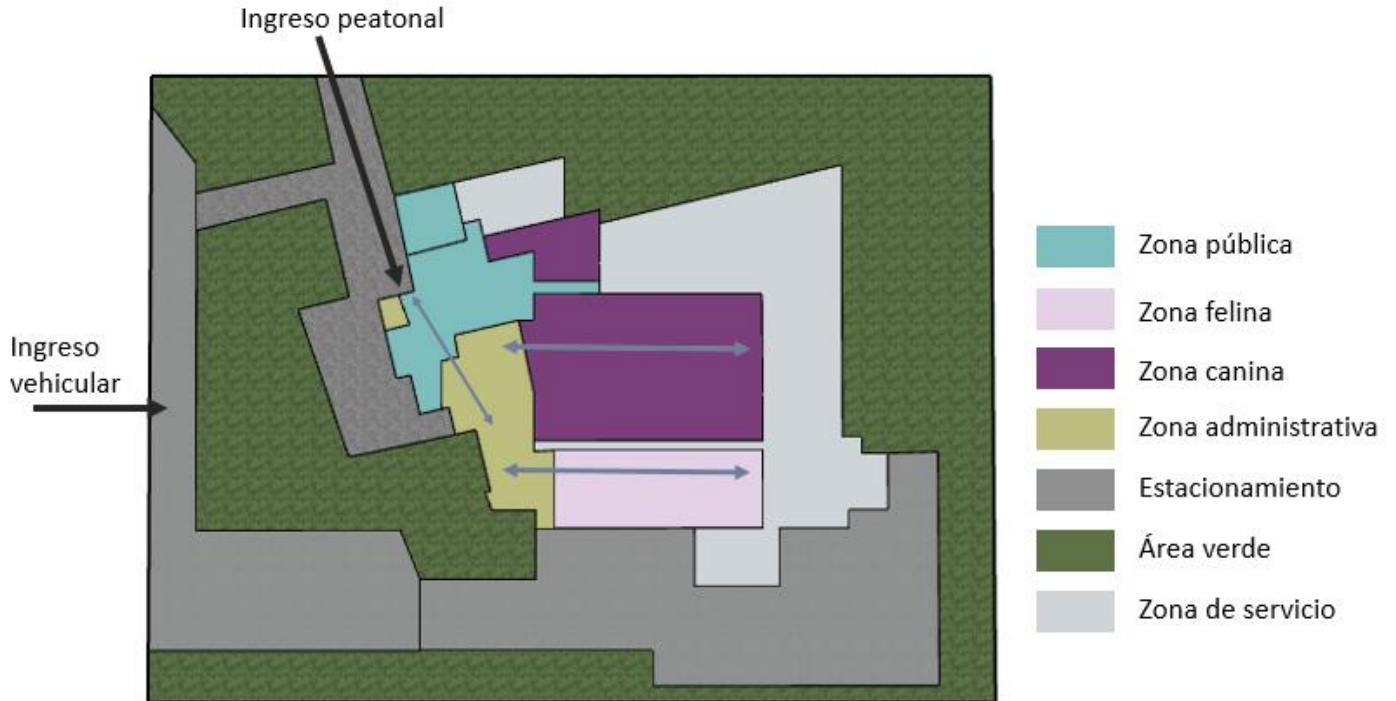 Ingreso peatonal
Ingreso
vehicular
Zona pública
Zona felina
Zona canina
Zona administrativa
Estacionamiento
Área verde
Zona de servicio